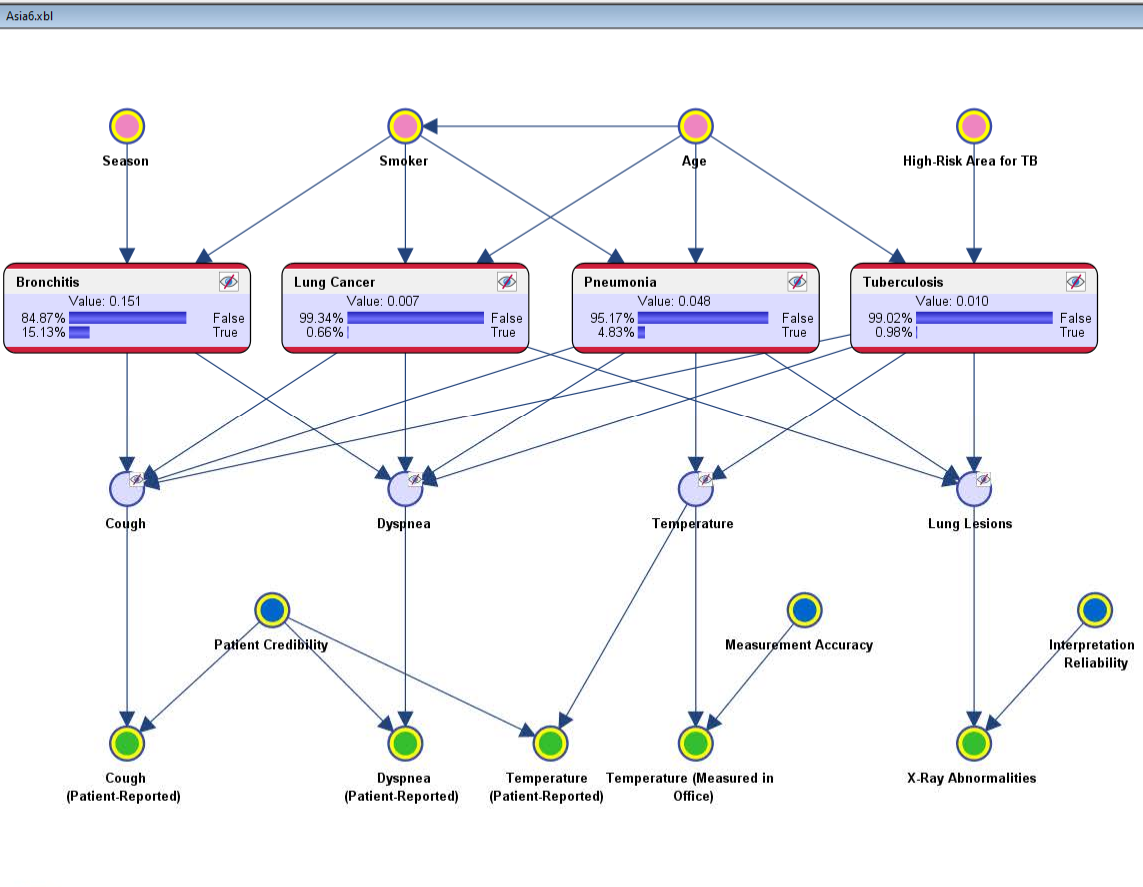 Asia6.xbl
Season
Smoker
Age
High-Risk Area for TB
Bronchitis
Value: 0.151
84.87% False
15.13% True
Lung Cancer
Value: 0.007
99.34% False
0.66% True
Pneumonia
Value: 0.048
95.17% False
4.83% True
Tuberculosis
Value: 0.010
99.02% False
0.98% True
Cough
Dyspnea
Temperature
Lung Lesions
Patient Credibility
Measurement Accuracy
Interpretation
Reliability
Cough
(Patient-Reported)
Dyspnea
(Patient-Reported)
Temperature
(Patient-Reported)
Temperature (Measured in
Office)
X-Ray Abnormalities